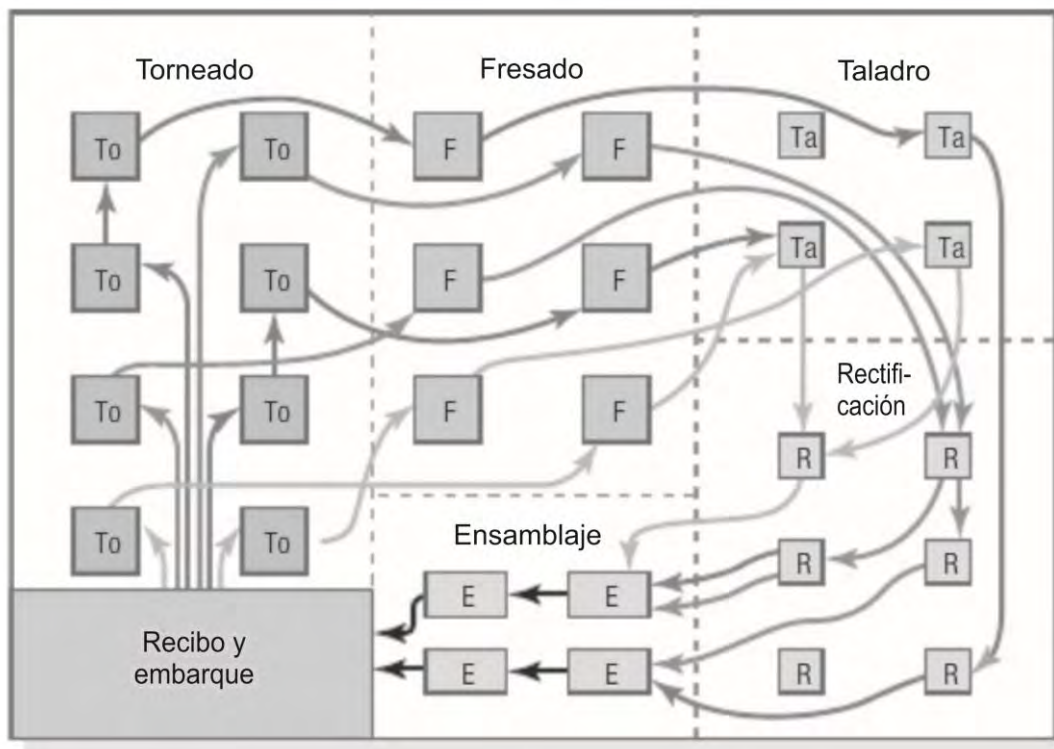 Torneado
Fresado
Taladro
To
To
F
F
Ta
Ta
To
To
F
F
Ta
Ta
To
To
F
F
Rectifi-
cación
R
R
To
To
Ensamblaje
R
R
E
E
Recibo y
embarque
E
E
R
R